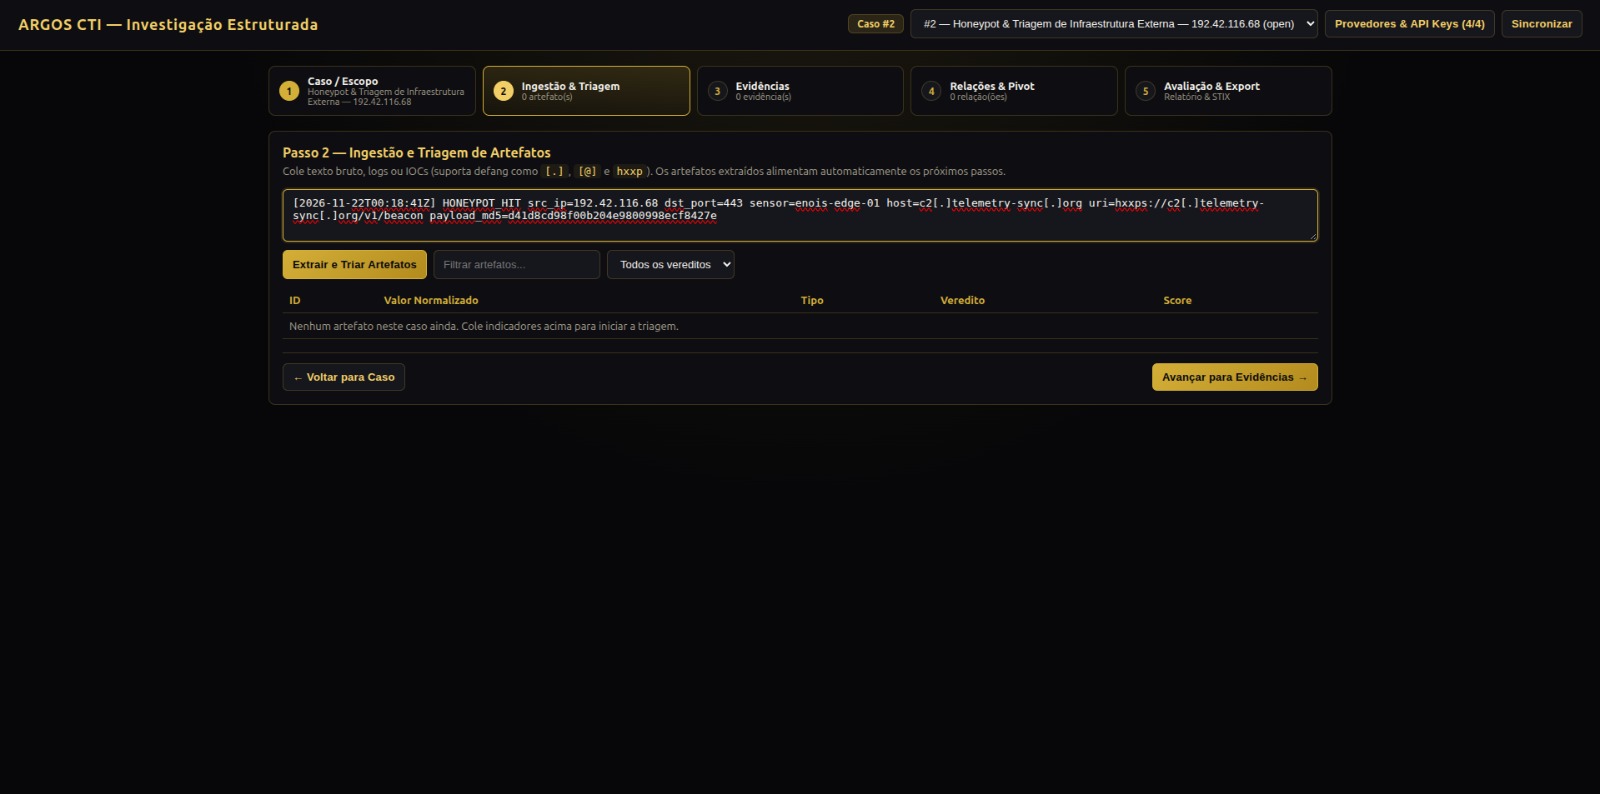 ARGOS CTI — Investigação Estruturada
Caso #2
#2 — Honeypot & Triagem de Infraestrutura Externa — 192.42.116.68 (open)
Provedores & API Keys (4/4)
Sincronizar
1
Caso / Escopo
Honeypot & Triagem de Infraestrutura
Externa — 192.42.116.68
2
Ingestão & Triagem
0 artefato(s)
3
Evidências
0 evidência(s)
4
Relações & Pivot
0 relação(ões)
5
Avaliação & Export
Relatório & STIX
Passo 2 — Ingestão e Triagem de Artefatos
Cole texto bruto, logs ou IOCs (suporta defang como [.], [@] e hxxp). Os artefatos extraídos alimentam automaticamente os próximos passos.
[2026-11-22T00:18:41Z] HONEYPOT_HIT src_ip=192.42.116.68 dst_port=443 sensor=enois-edge-01 host=c2[.]telemetry-sync[.]org uri=hxxps://c2[.]telemetry-
sync[.]org/v1/beacon payload_md5=d41d8cd98f00b204e9800998ecf8427e
Extrair e Triar Artefatos
Filtrar artefatos...
Todos os vereditos
ID Valor Normalizado Tipo Veredito Score
Nenhum artefato neste caso ainda. Cole indicadores acima para iniciar a triagem.
← Voltar para Caso
Avançar para Evidências →